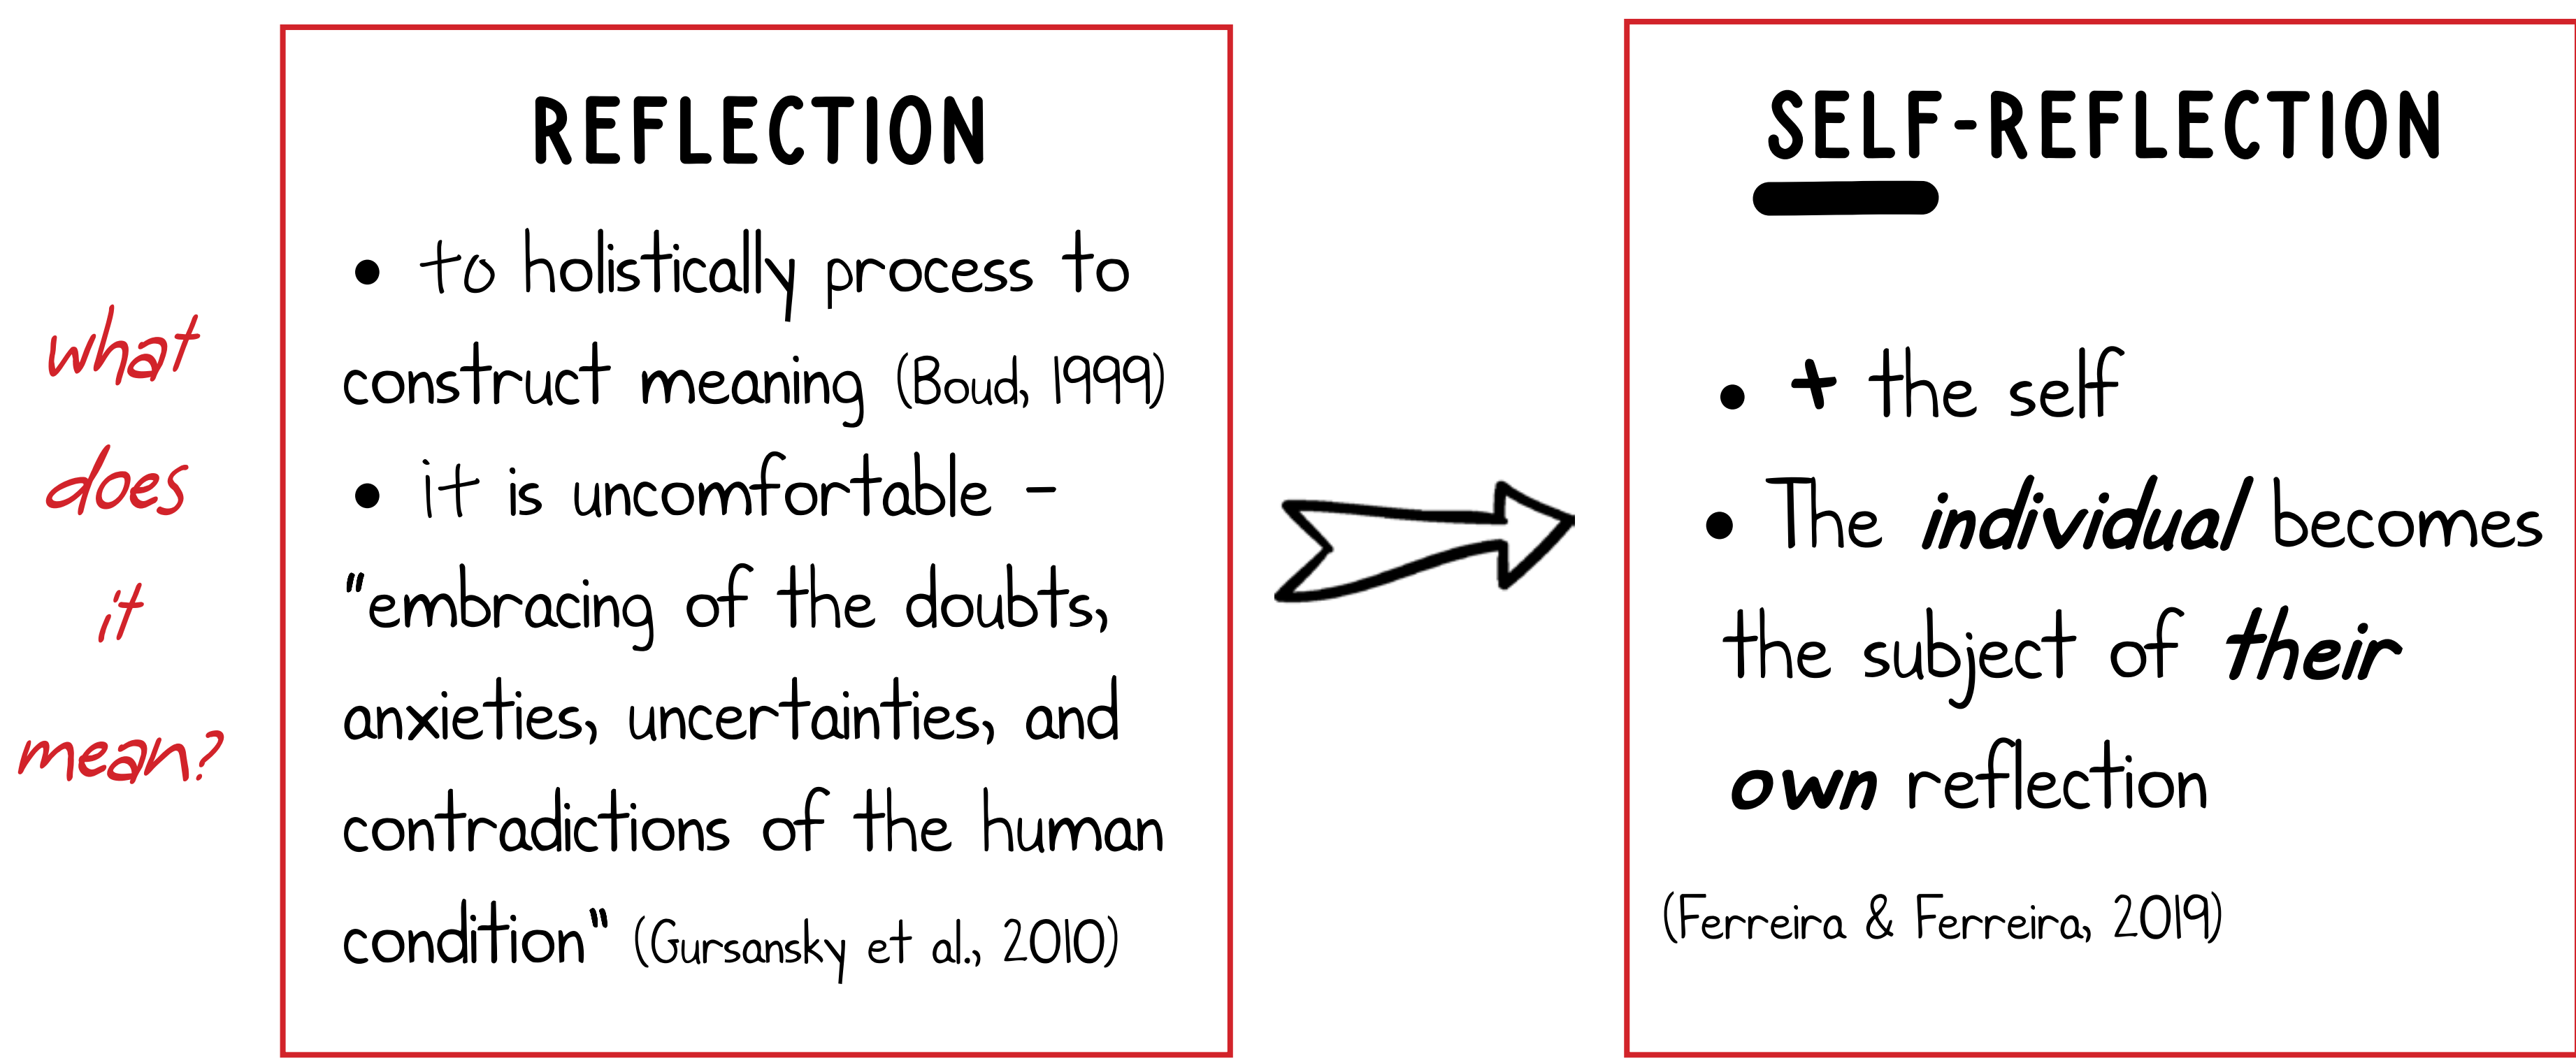 what
does
it
mean?
REFLECTION
• to holistically process to
construct meaning (Boud, 1999)
• it is uncomfortable -
"embracing of the doubts,
anxieties, uncertainties, and
contradictions of the human
condition" (Gursansky et al., 2010)
SELF-REFLECTION
• + the self
• The individual becomes
the subject of their
own reflection
(Ferreira & Ferreira, 2019)